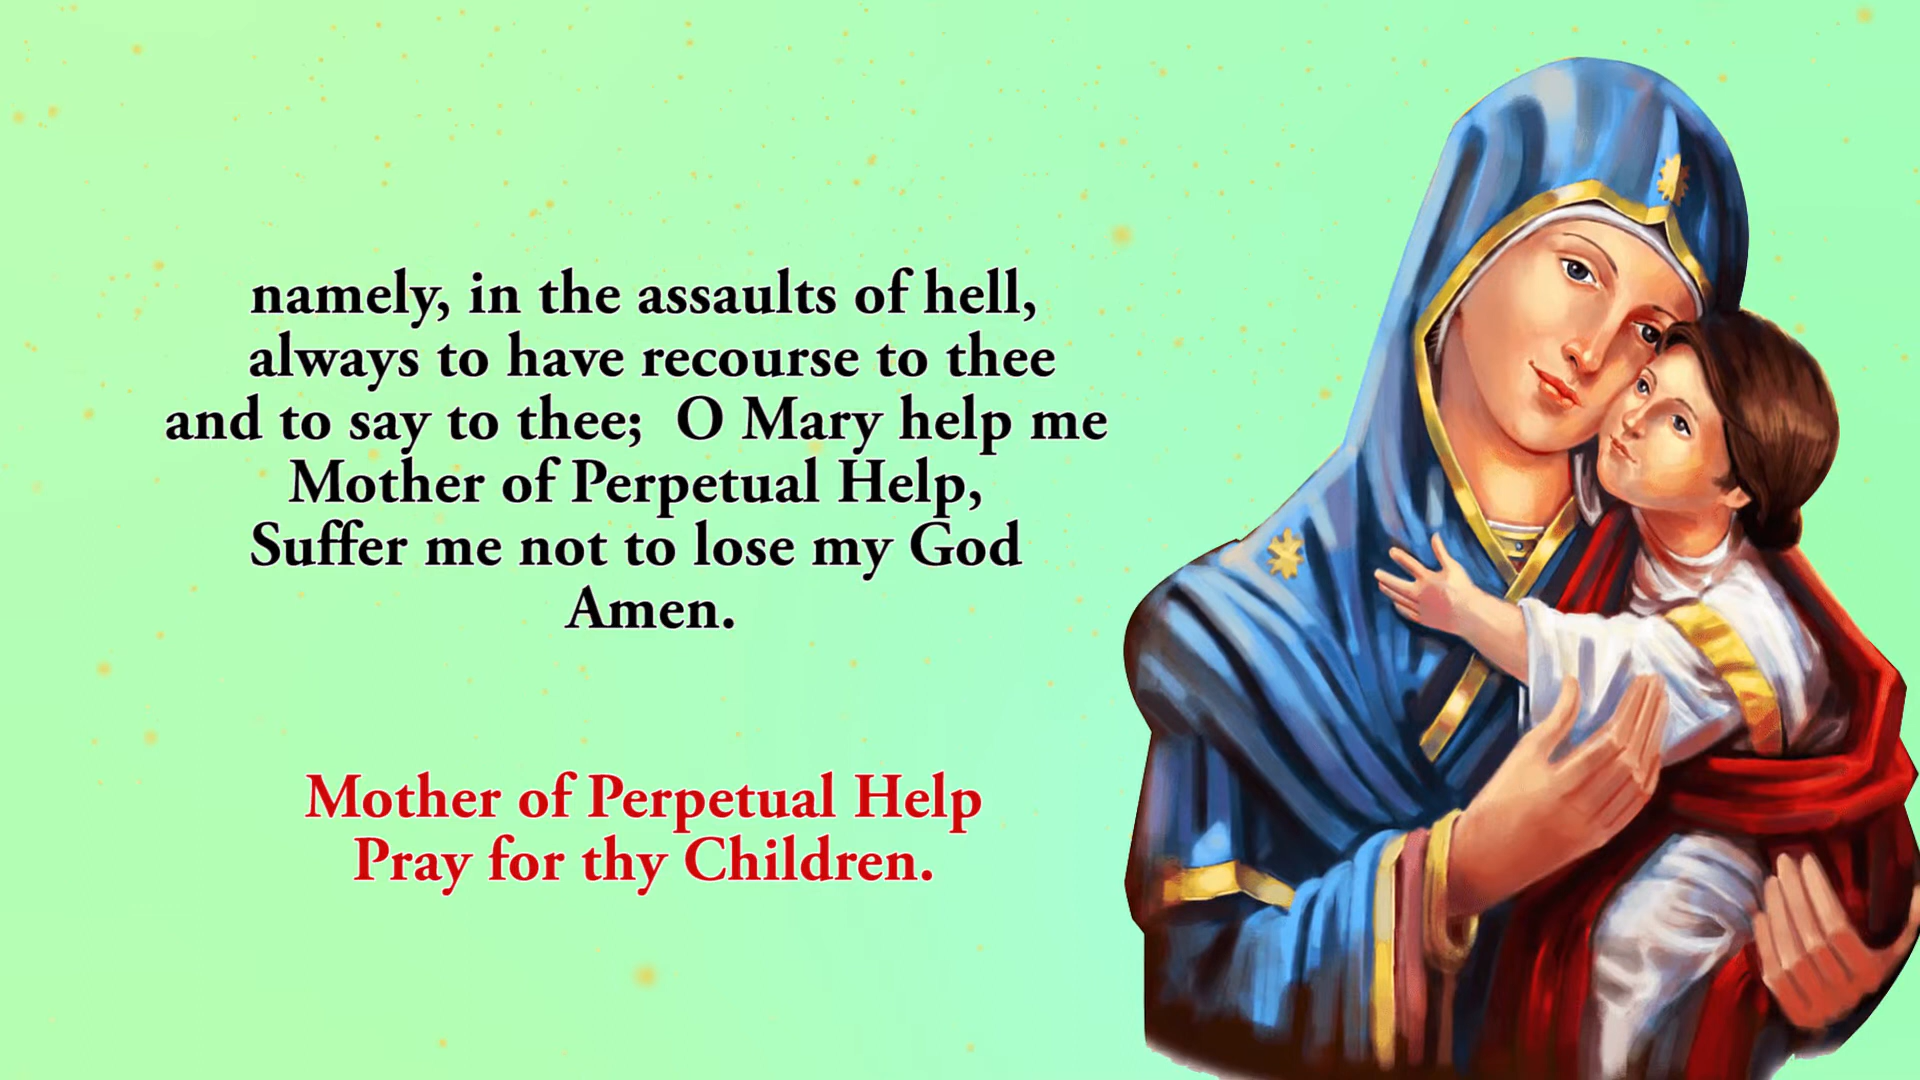 namely, in the assaults of hell,
always to have recourse to thee
and to say to thee;  O Mary help me
Mother of Perpetual Help,
Suffer me not to lose my God
Amen.
Mother of Perpetual Help
Pray for thy Children.